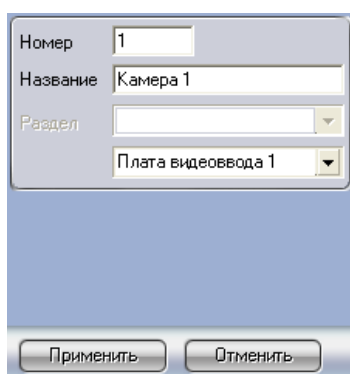 Номер 1
Название Камера 1
Раздел
Плата видеоввода 1
Применить Отменить